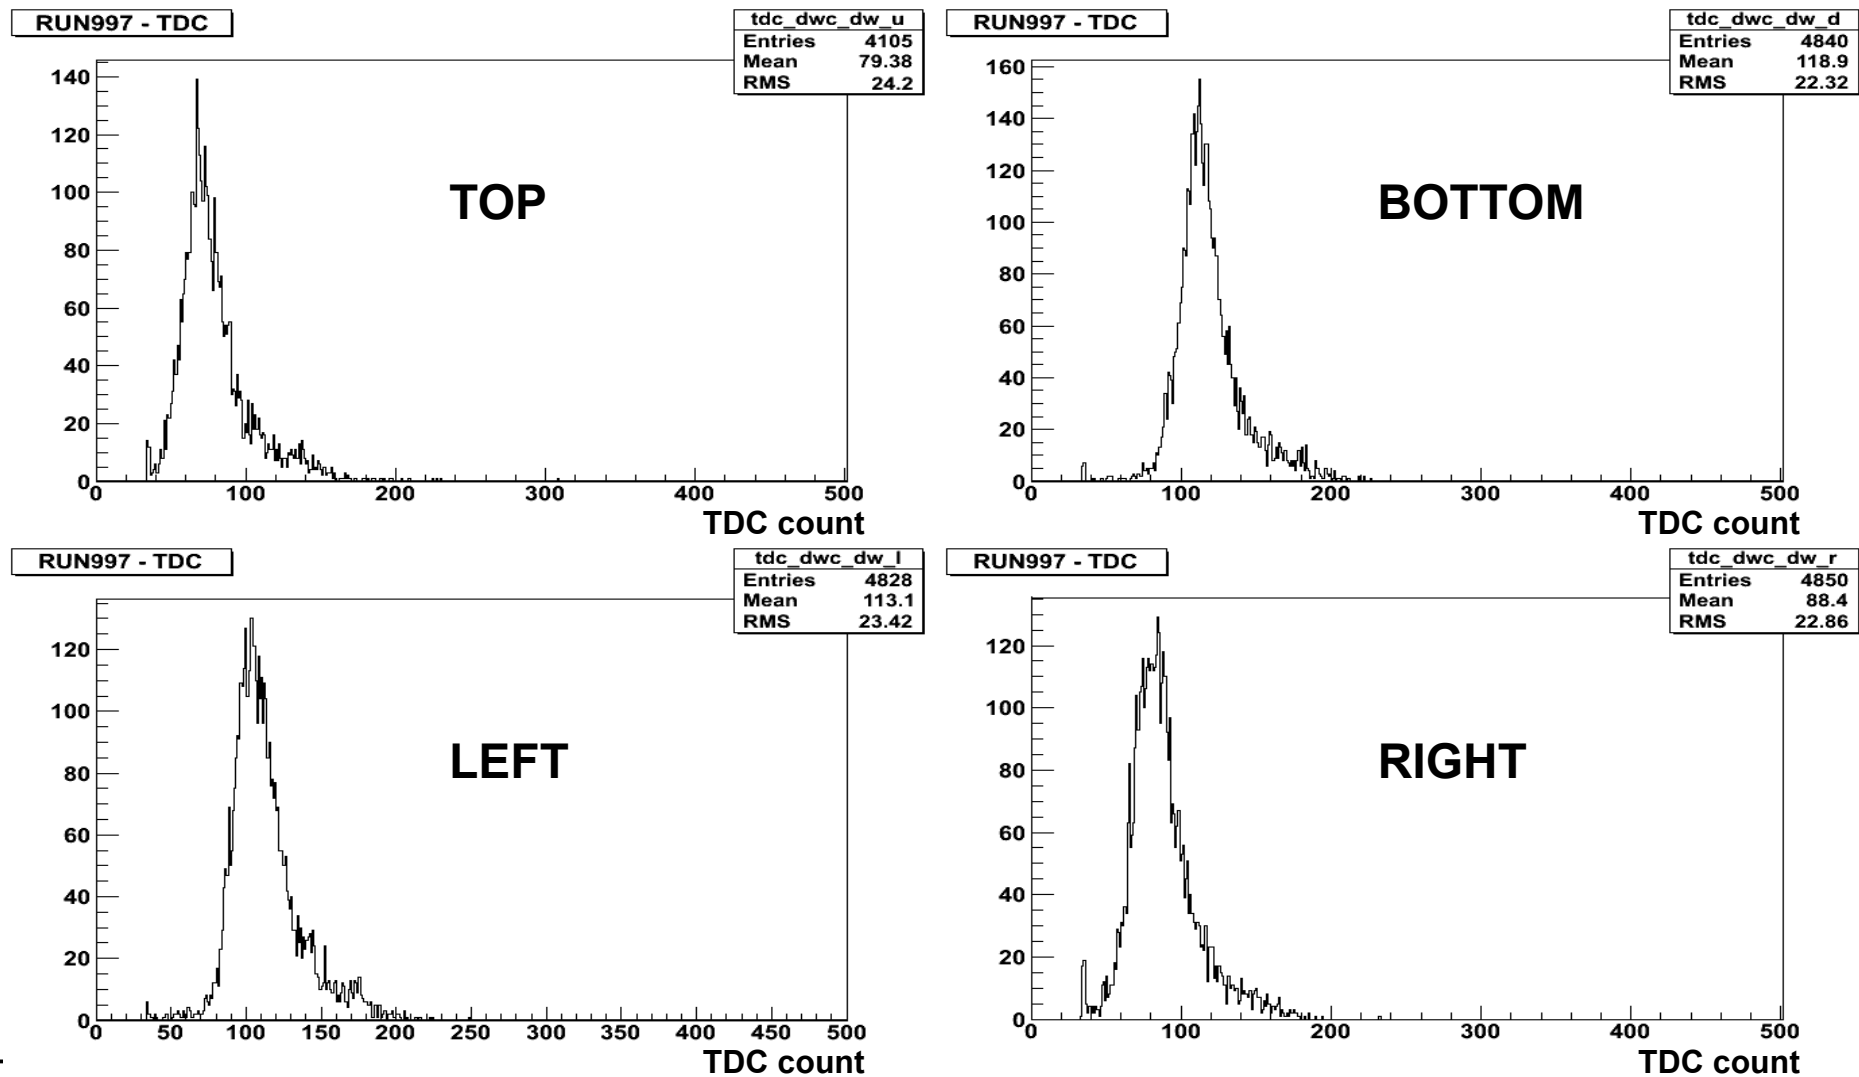 RUN997 - TDC
tdc_dwc_dw_u
Entries 4105
Mean 79.38
RMS 24.2
140
120
100
80
60
40
20
0
TOP
0 100 200 300 400 500
TDC count
RUN997 - TDC
tdc_dwc_dw_d
Entries 4840
Mean 118.9
RMS 22.32
160
140
120
100
80
60
40
20
0
BOTTOM
0 100 200 300 400 500
TDC count
RUN997 - TDC
tdc_dwc_dw_l
Entries 4828
Mean 113.1
RMS 23.42
120
100
80
60
40
20
0
LEFT
0 50 100 150 200 250 300 350 400 450 500
TDC count
RUN997 - TDC
tdc_dwc_dw_r
Entries 4850
Mean 88.4
RMS 22.86
120
100
80
60
40
20
0
RIGHT
0 100 200 300 400 500
TDC count